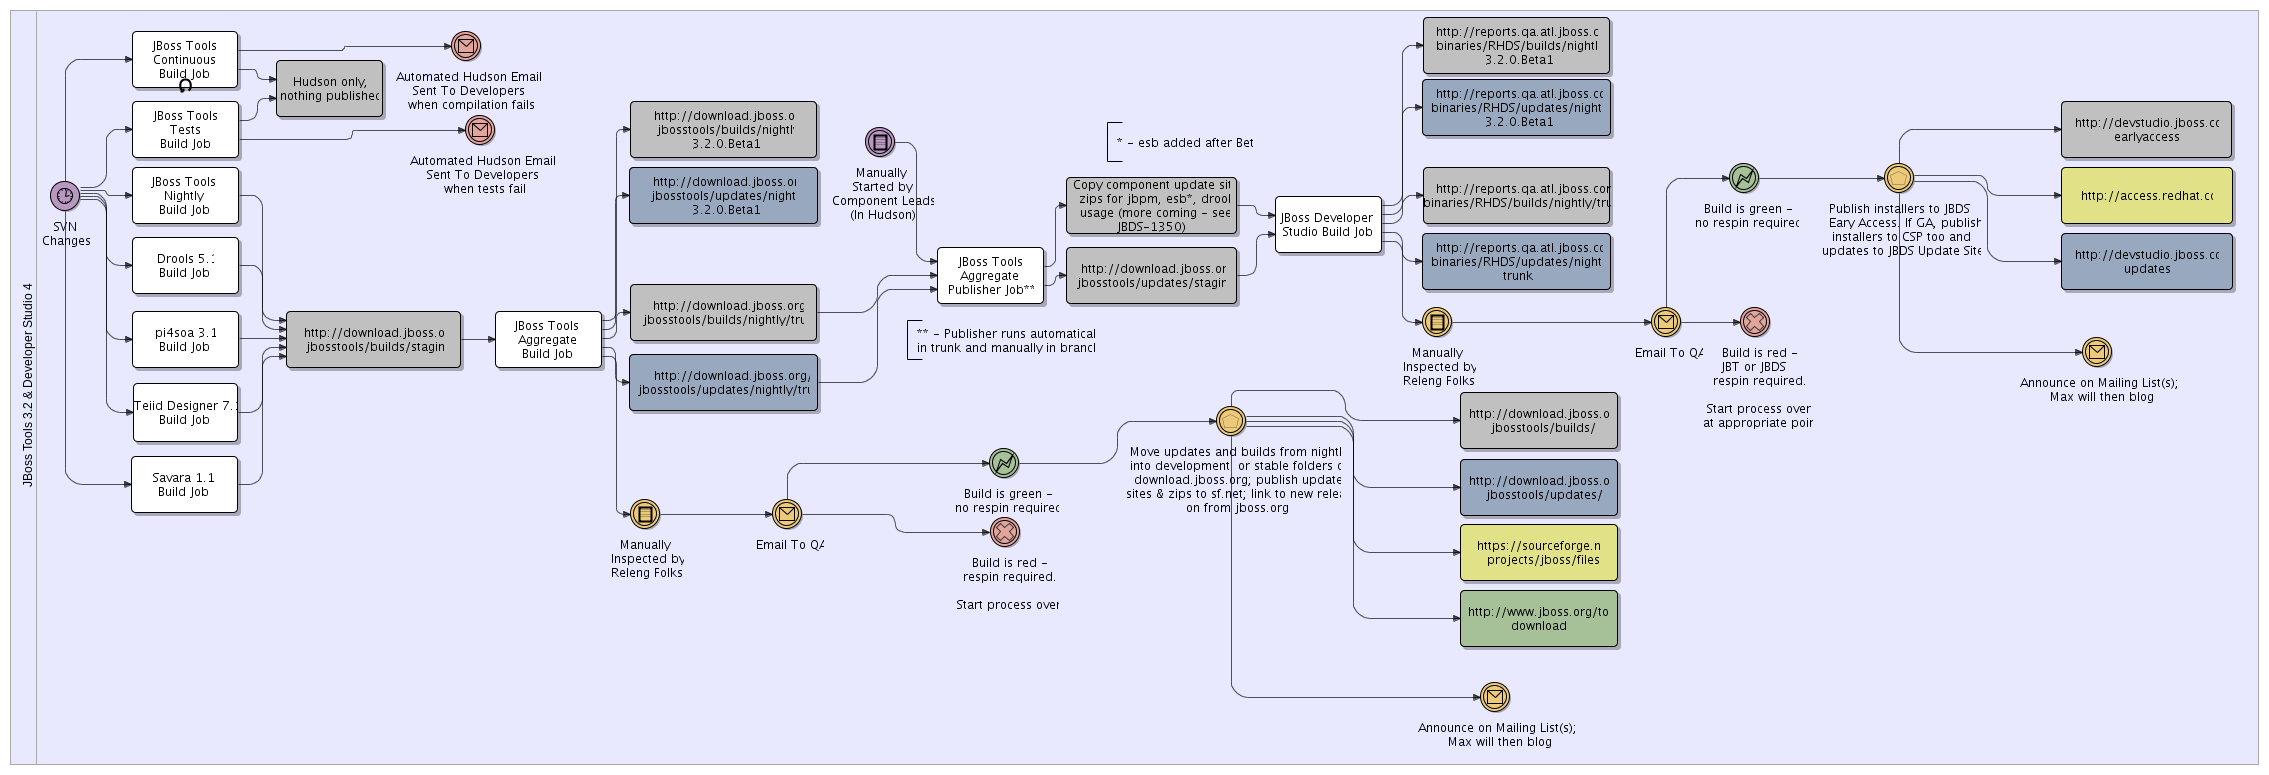 JBoss Tools 3.2 & Developer Studio 4
SVN
Changes
JBoss Tools
Continuous
Build Job
JBoss Tools
Tests
Build Job
JBoss Tools
Nightly
Build Job
Drools 5.
Build Job
pi4soa 3.1
Build Job
Teiid Designer 7.
Build Job
Savara 1.1
Build Job
Hudson only,
nothing published
Automated Hudson Email
Sent To Developers
when compilation fails
Automated Hudson Email
Sent To Developers
when tests fail
http://download.jboss.o
jbosstools/builds/stagin
JBoss Tools
Aggregate
Build Job
http://download.jboss.o
jbosstools/builds/nightl
3.2.0.Beta1
http://download.jboss.or
jbosstools/updates/night
3.2.0.Beta1
http://download.jboss.org
jbosstools/builds/nightly/tru
http://download.jboss.org/
jbosstools/updates/nightly/tru
Manually
Inspected by
Releng Folks
Email To QA
Build is green –
no respin required
Build is red –
respin required.
Start process over
Manually
Started by
Component Leads
(In Hudson)
JBoss Tools
Aggregate
Publisher Job**
** – Publisher runs automatical
in trunk and manually in branch
* – esb added after Bet
Copy component update sit
zips for jbpm, esb*, drool
usage (more coming – see
JBDS-1350)
http://download.jboss.or
jbosstools/updates/stagin
JBoss Developer
Studio Build Job
http://reports.qa.atl.jboss.c
binaries/RHDS/builds/nightl
3.2.0.Beta1
http://reports.qa.atl.jboss.co
binaries/RHDS/updates/night
3.2.0.Beta1
http://reports.qa.atl.jboss.com
binaries/RHDS/builds/nightly/tru
http://reports.qa.atl.jboss.co
binaries/RHDS/updates/night
trunk
Manually
Inspected by
Releng Folks
Email To QA
Build is green –
no respin required
Build is red –
JBT or JBDS
respin required.
Start process over
at appropriate poin
Publish installers to JBDS
Eary Access. If GA, publish
installers to CSP too and
updates to JBDS Update Site
http://devstudio.jboss.co
earlyaccess
http://access.redhat.co
http://devstudio.jboss.co
updates
Announce on Mailing List(s);
Max will then blog
Move updates and builds from nightl
into development or stable folders o
download.jboss.org; publish update
sites & zips to sf.net; link to new relea
on from jboss.org
http://download.jboss.o
jbosstools/builds/
http://download.jboss.o
jbosstools/updates/
https://sourceforge.n
projects/jboss/files
http://www.jboss.org/to
download
Announce on Mailing List(s);
Max will then blog